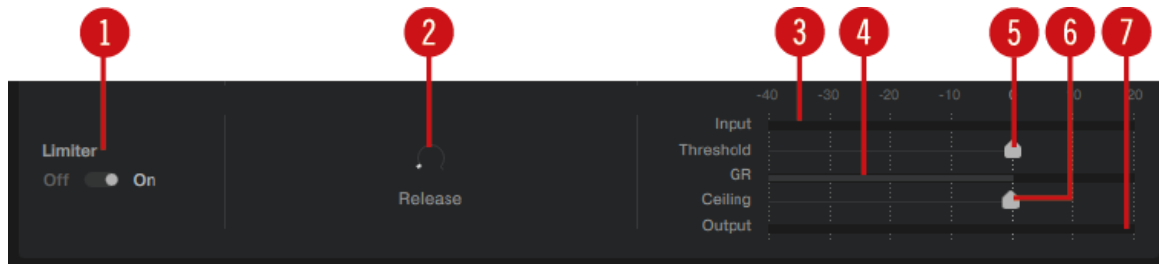 1 2 3 4 5 6 7
-40 -30 -20 -10 0 20
Input
Limiter
Threshold
Off On
GR
Release
Ceiling
Output